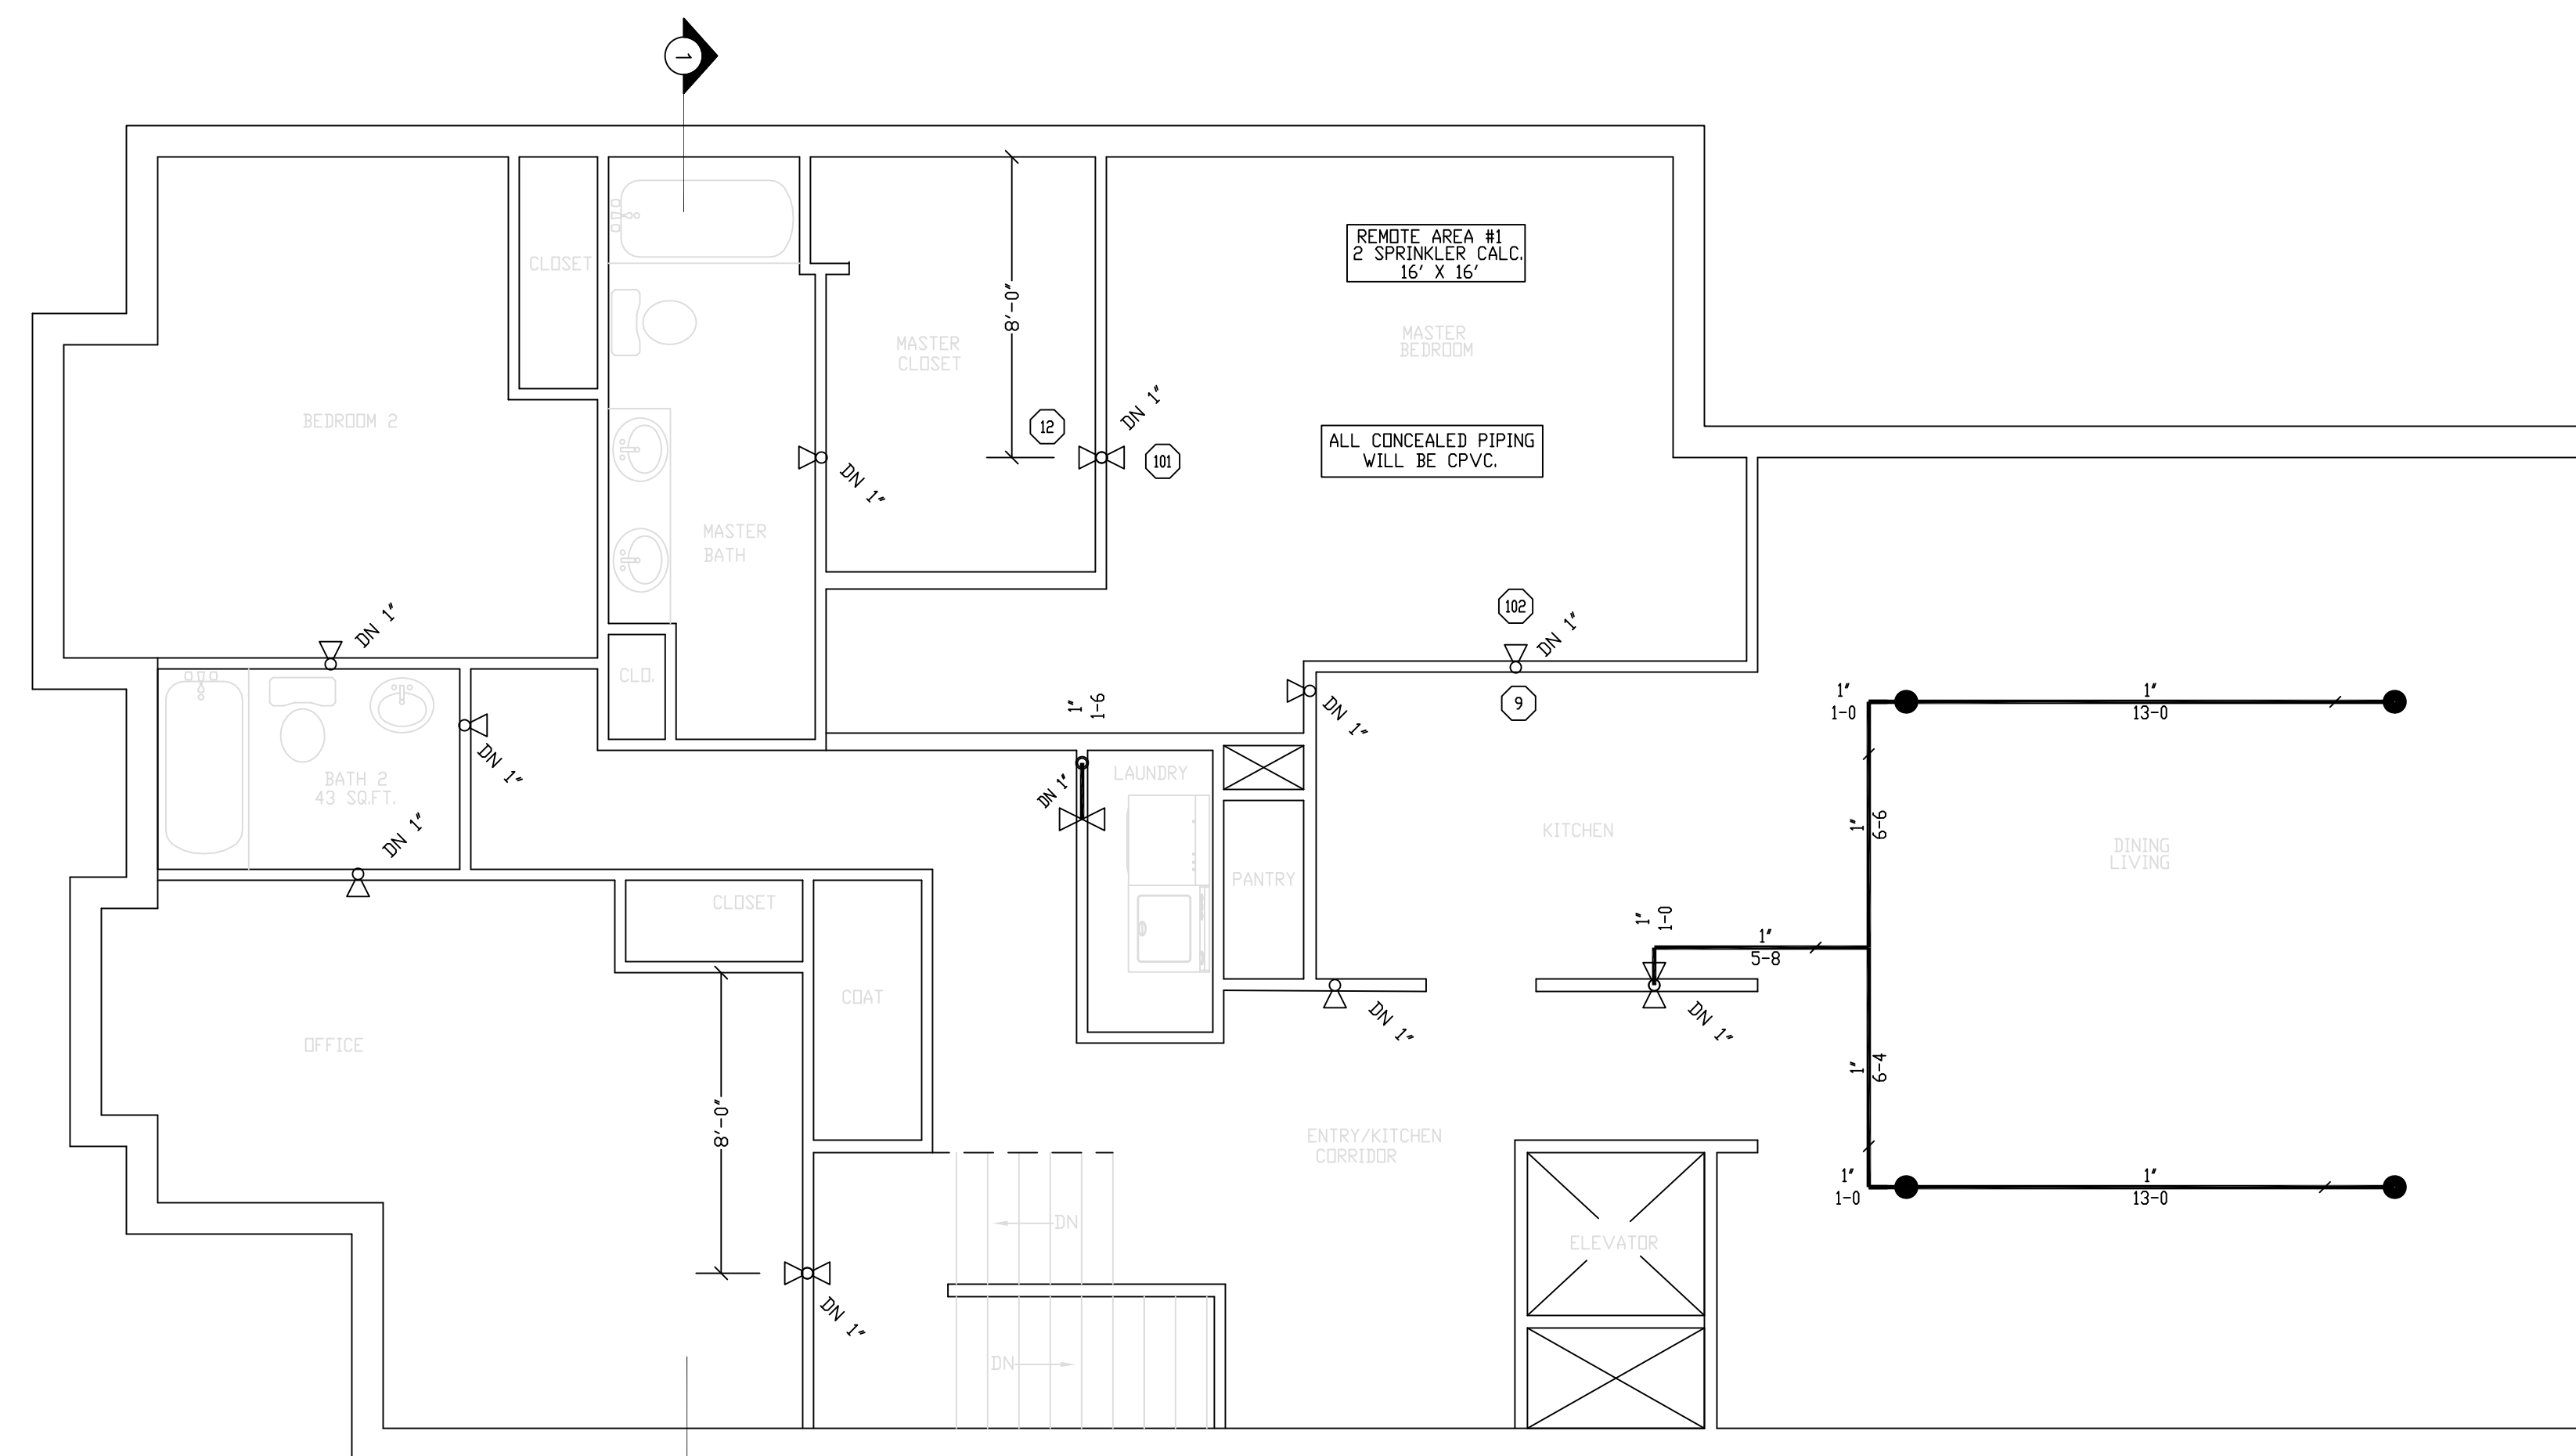 1
REMOTE AREA #1
2 SPRINKLER CALC.
16' X 16'
CLOSET
8'-0"
MASTER
CLOSET
MASTER
BEDROOM
BEDROOM 2
12
DN 1"
101
ALL CONCEALED PIPING
WILL BE CPVC.
DN 1"
MASTER
BATH
DN 1"
102
DN 1"
CLO.
9
DN 1"
1"
1-6
1"
1-0
1"
13-0
DN 1"
BATH 2
43 SQ.FT.
DN 1"
DN 1"
LAUNDRY
KITCHEN
1"
6-6
DINING
LIVING
PANTRY
CLOSET
1"
1-0
1"
5-8
COAT
OFFICE
DN 1"
DN 1"
1"
6-4
8'-0"
ENTRY/KITCHEN
CORRIDOR
1"
1-0
1"
13-0
DN
ELEVATOR
DN 1"
DN